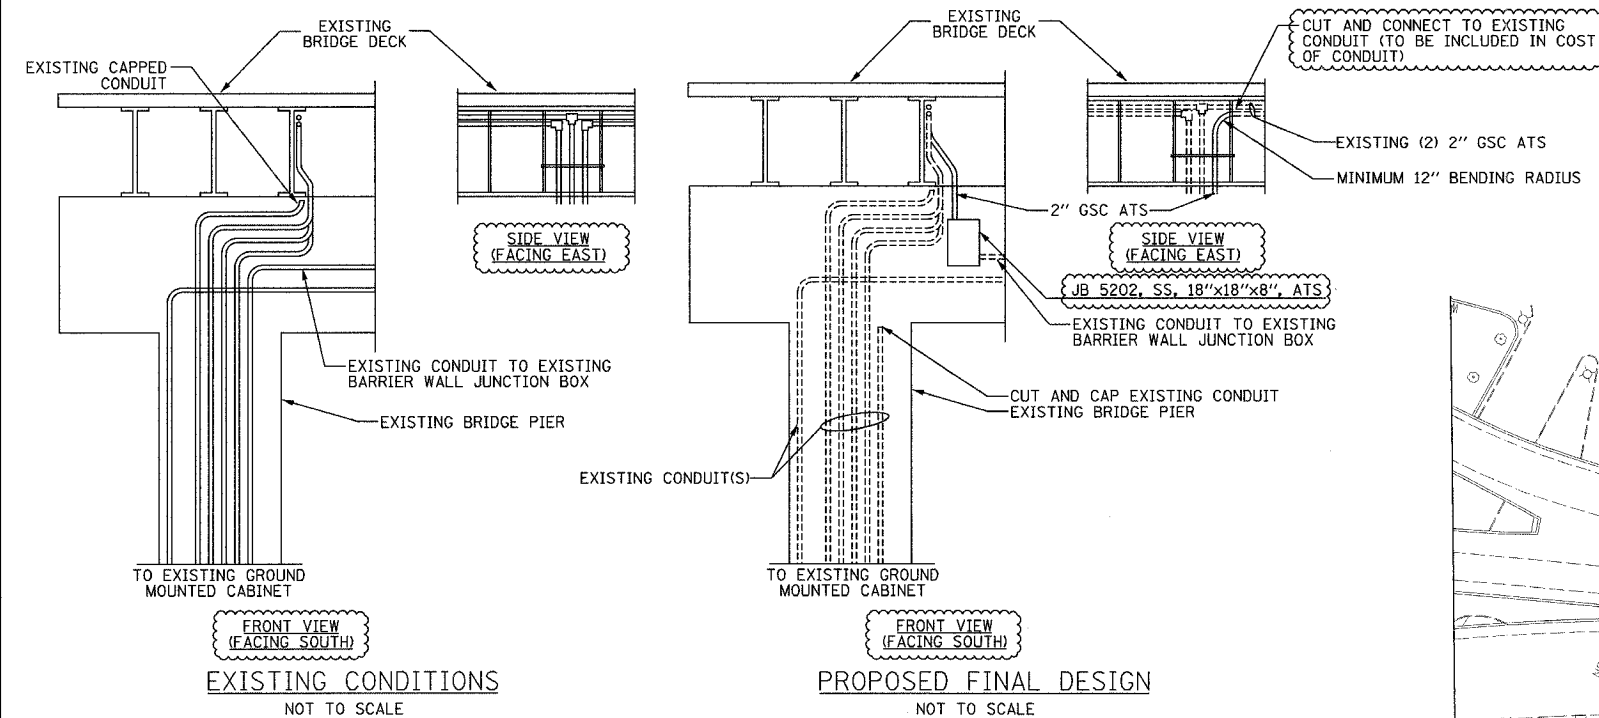 EXISTING
BRIDGE DECK
EXISTING CAPPED
CONDUIT
SIDE VIEW
(FACING EAST)
EXISTING CONDUIT TO EXISTING
BARRIER WALL JUNCTION BOX
EXISTING BRIDGE PIER
TO EXISTING GROUND
MOUNTED CABINET
FRONT VIEW
(FACING SOUTH)
EXISTING CONDITIONS
NOT TO SCALE
EXISTING
BRIDGE DECK
CUT AND CONNECT TO EXISTING
CONDUIT (TO BE INCLUDED IN COST
OF CONDUIT)
EXISTING (2) 2" GSC ATS
MINIMUM 12" BENDING RADIUS
2" GSC ATS
SIDE VIEW
(FACING EAST)
JB 5202, SS, 18"x18"x8", ATS
EXISTING CONDUIT TO EXISTING
BARRIER WALL JUNCTION BOX
CUT AND CAP EXISTING CONDUIT
EXISTING BRIDGE PIER
EXISTING CONDUIT(S)
TO EXISTING GROUND
MOUNTED CABINET
FRONT VIEW
(FACING SOUTH)
PROPOSED FINAL DESIGN
NOT TO SCALE